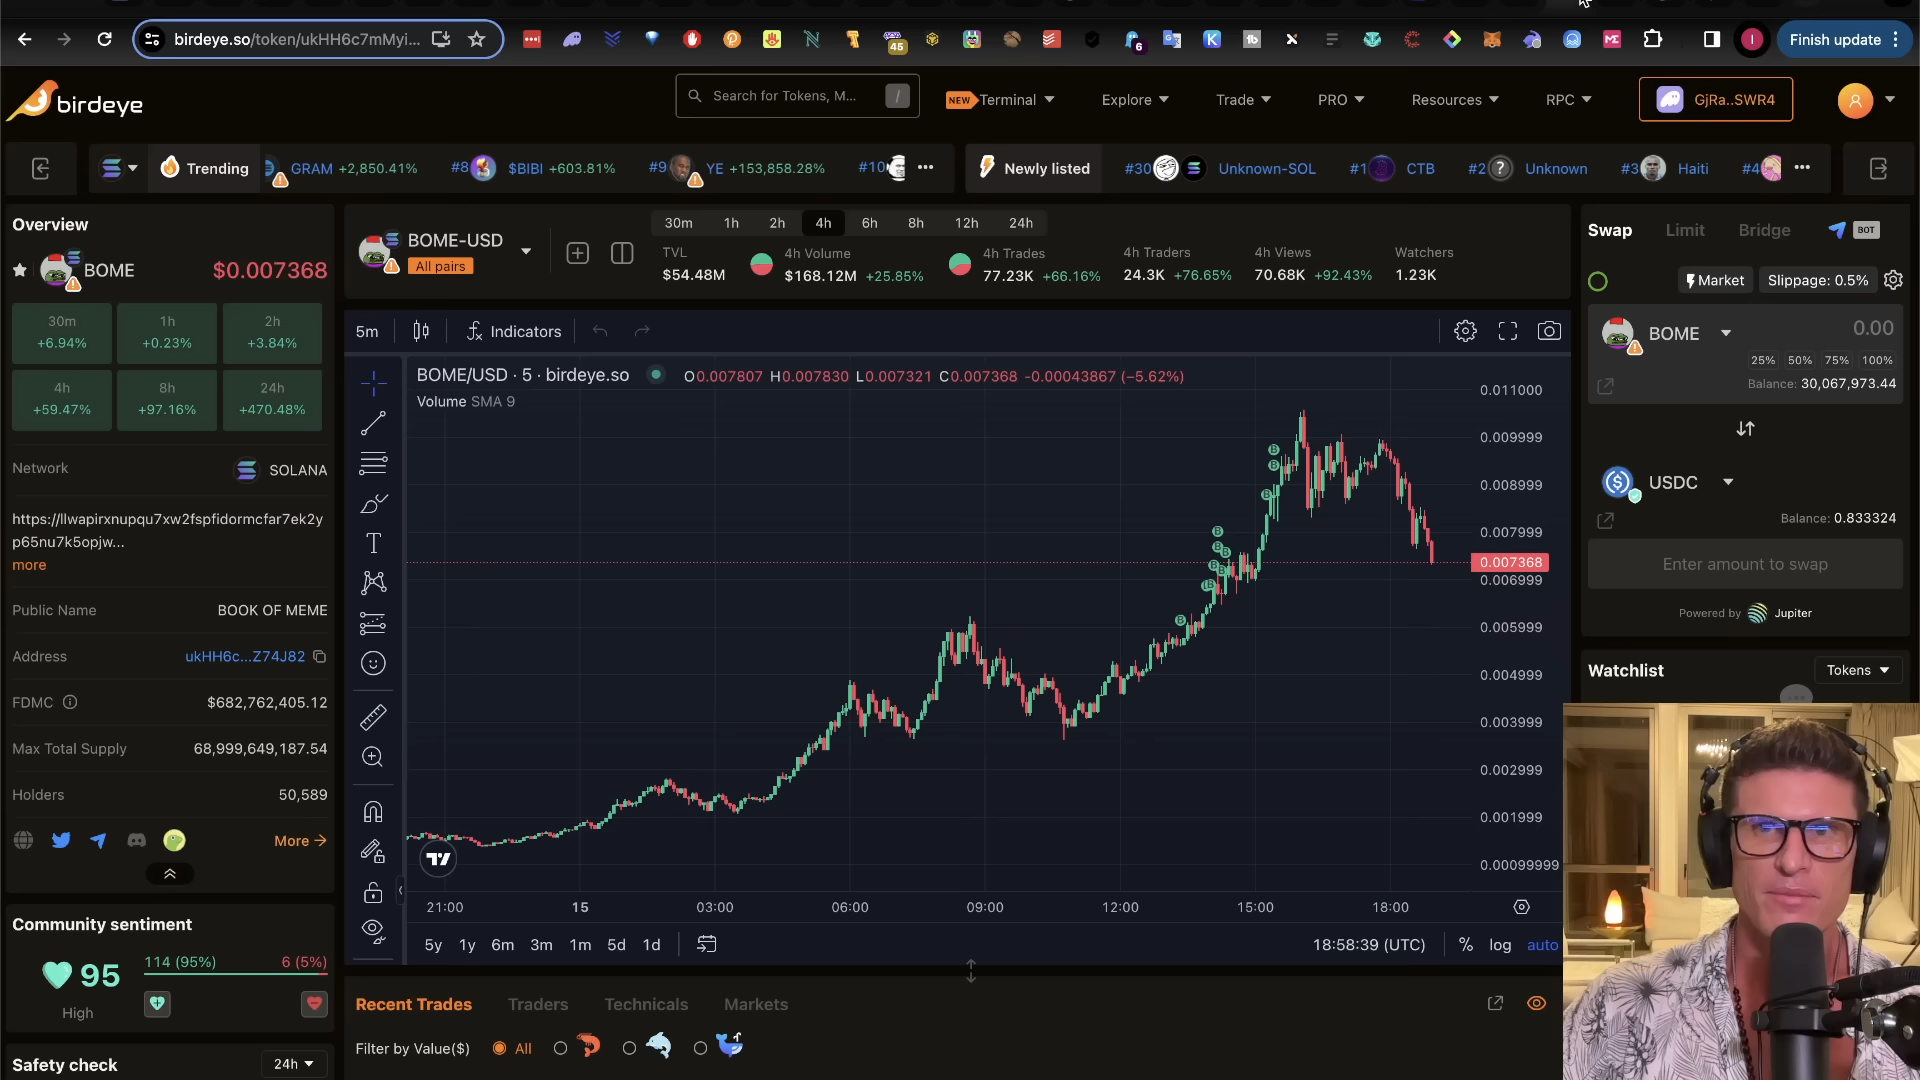 birdeye.so/token/ukHH6c7mMyi...
45
6
Finish update
birdeye
Search for Tokens, M...
/
NEW
Terminal
Explore
Trade
PRO
Resources
RPC
GjRa..SWR4
Trending
GRAM +2,850.41%
#8 $BIBI +603.81%
#9 YE +153,858.28%
#10
Newly listed
#30 Unknown-SOL
#1 CTB
#2 ? Unknown
#3 Haiti
#4
Overview
BOME $0.007368
30m 1h 2h
+6.94% +0.23% +3.84%
4h 8h 24h
+59.47% +97.16% +470.48%
Network SOLANA
https://llwapirxnupqu7xw2fspfidormcfar7ek2y
p65nu7k5opjw...
more
Public Name BOOK OF MEME
Address ukHH6c...Z74J82
FDMC $682,762,405.12
Max Total Supply 68,999,649,187.54
Holders 50,589
More →
Community sentiment
95
High
114 (95%) 6 (5%)
Safety check 24h
BOME-USD
All pairs
30m 1h 2h 4h 6h 8h 12h 24h
TVL
$54.48M
4h Volume
$168.12M +25.85%
4h Trades
77.23K +66.16%
4h Traders
24.3K +76.65%
4h Views
70.68K +92.43%
Watchers
1.23K
5m Indicators
BOME/USD · 5 · birdeye.so O0.007807 H0.007830 L0.007321 C0.007368 -0.00043867 (−5.62%)
Volume SMA 9
0.011000
0.009999
0.008999
0.007999
0.007368
0.006999
0.005999
0.004999
0.003999
0.002999
0.001999
0.00099999
21:00 15 03:00 06:00 09:00 12:00 15:00 18:00
5y 1y 6m 3m 1m 5d 1d
18:58:39 (UTC) % log auto
Recent Trades Traders Technicals Markets
Filter by Value($) All
Swap Limit Bridge BOT
Market Slippage: 0.5%
BOME 0.00
25% 50% 75% 100%
Balance: 30,067,973.44
USDC
Balance: 0.833324
Enter amount to swap
Powered by Jupiter
Watchlist Tokens